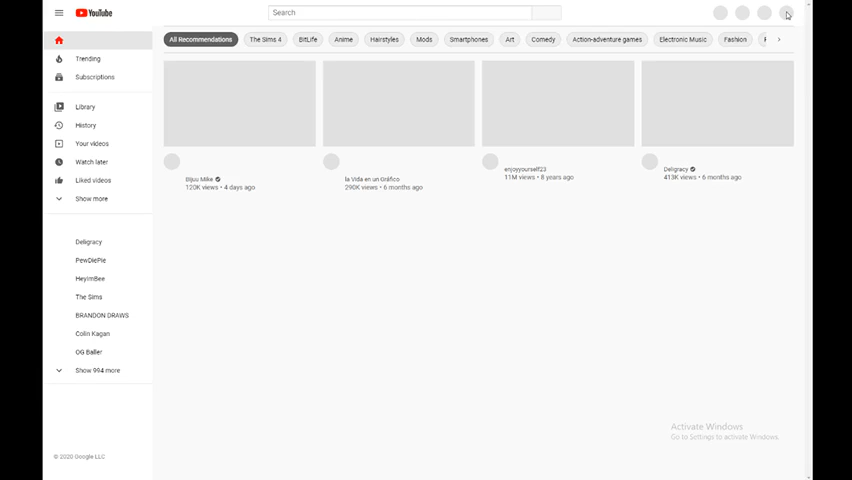 YouTube
Search
All Recommendations
The Sims 4
BitLife
Anime
Hairstyles
Mods
Smartphones
Art
Comedy
Action-adventure games
Electronic Music
Fashion
Trending
Subscriptions
Library
History
Your videos
Watch later
Liked videos
Show more
Bijuu Mike
120K views • 4 days ago
la Vida en un Gráfico
290K views • 6 months ago
enjoyyourself23
11M views • 8 years ago
Deligracy
413K views • 6 months ago
Deligracy
PewDiePie
HeyImBee
The Sims
BRANDON DRAWS
Colin Kagan
OG Baller
Show 994 more
Activate Windows
Go to Settings to activate Windows.
© 2020 Google LLC